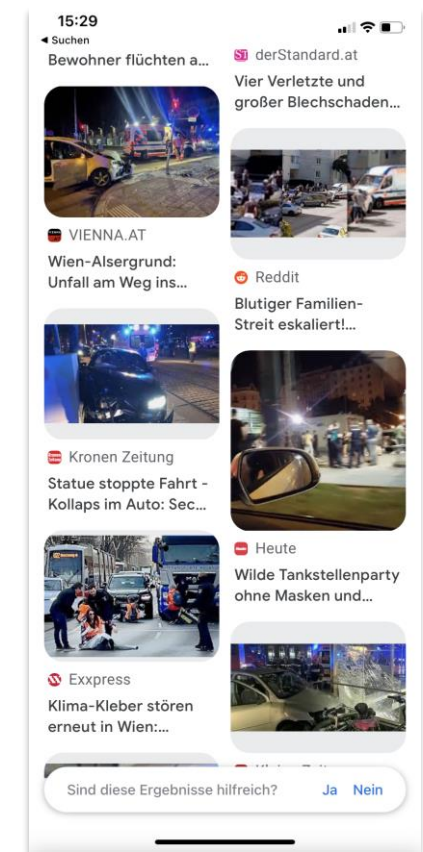 15:29
◀ Suchen
Bewohner flüchten a...
VIENNA.AT
Wien-Alsergrund:
Unfall am Weg ins...
Kronen Zeitung
Statue stoppte Fahrt -
Kollaps im Auto: Sec...
Exxpress
Klima-Kleber stören
erneut in Wien:...
ST derStandard.at
Vier Verletzte und
großer Blechschaden...
Reddit
Blutiger Familien-
Streit eskaliert!...
Heute
Wilde Tankstellenparty
ohne Masken und...
Sind diese Ergebnisse hilfreich? Ja Nein